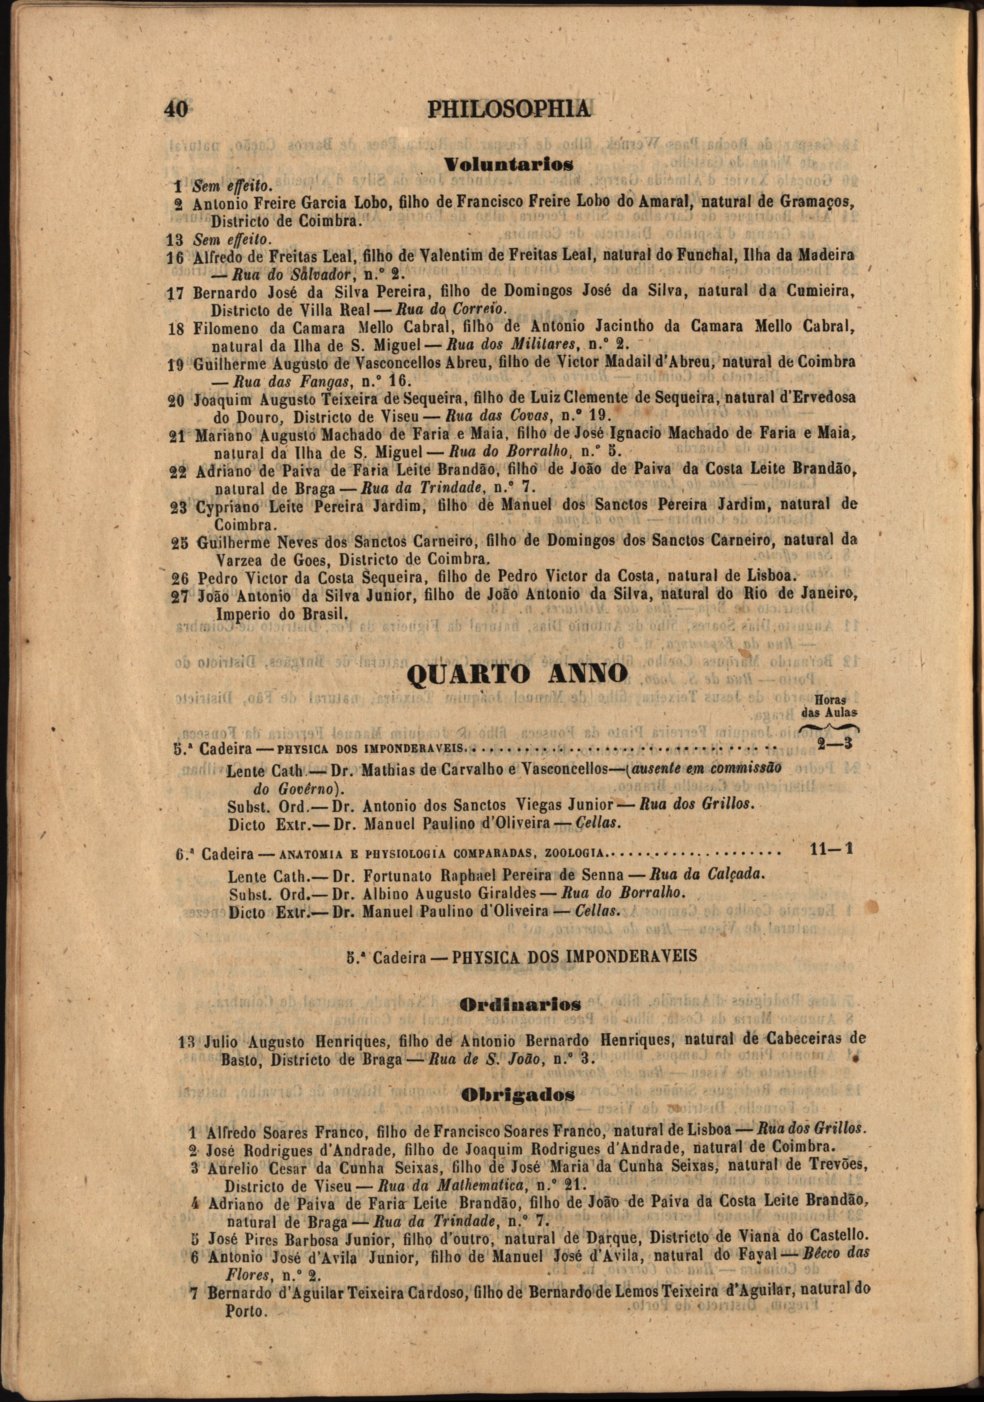 40
PHILOSOPHIA
Voluntarios
1 Sem effeito.
2 Antonio Freire Garcia Lobo, filho de Francisco Freire Lobo do Amaral, natural de Gramaços,
Districto de Coimbra.
13 Sem effeito.
16 Alfredo de Freitas Leal, filho de Valentim de Freitas Leal, natural do Funchal, Ilha da Madeira
— Rua do Salvador, n.º 2.
17 Bernardo José da Silva Pereira, filho de Domingos José da Silva, natural da Cumieira,
Districto de Villa Real — Rua do Correio.
18 Filomeno da Camara Mello Cabral, filho de Antonio Jacintho da Camara Mello Cabral,
natural da Ilha de S. Miguel — Rua dos Militares, n.º 2.
19 Guilherme Augusto de Vasconcellos Abreu, filho de Victor Madail d'Abreu, natural de Coimbra
— Rua das Fangas, n.º 16.
20 Joaquim Augusto Teixeira de Sequeira, filho de Luiz Clemente de Sequeira, natural d'Ervedosa
do Douro, Districto de Viseu — Rua das Covas, n.º 19.
21 Mariano Augusto Machado de Faria e Maia, filho de José Ignacio Machado de Faria e Maia,
natural da Ilha de S. Miguel — Rua do Borralho, n.º 5.
22 Adriano de Paiva de Faria Leite Brandão, filho de João de Paiva da Costa Leite Brandão,
natural de Braga — Rua da Trindade, n.º 7.
23 Cypriano Leite Pereira Jardim, filho de Manuel dos Sanctos Pereira Jardim, natural de
Coimbra.
25 Guilherme Neves dos Sanctos Carneiro, filho de Domingos dos Sanctos Carneiro, natural da
Varzea de Goes, Districto de Coimbra.
26 Pedro Victor da Costa Sequeira, filho de Pedro Victor da Costa, natural de Lisboa.
27 João Antonio da Silva Junior, filho de João Antonio da Silva, natural do Rio de Janeiro,
Imperio do Brasil.
QUARTO ANNO
Horas
das Aulas
5.ª Cadeira — PHYSICA DOS IMPONDERAVEIS. 2—3
Lente Cath.— Dr. Mathias de Carvalho e Vasconcellos—(ausente em commissão
do Govêrno).
Subst. Ord.— Dr. Antonio dos Sanctos Viegas Junior — Rua dos Grillos.
Dicto Extr.— Dr. Manuel Paulino d'Oliveira — Cellas.
6.ª Cadeira — ANATOMIA E PHYSIOLOGIA COMPARADAS, ZOOLOGIA. 11—1
Lente Cath.— Dr. Fortunato Raphael Pereira de Senna — Rua da Calçada.
Subst. Ord.— Dr. Albino Augusto Giraldes — Rua do Borralho.
Dicto Extr.— Dr. Manuel Paulino d'Oliveira — Cellas.
5.ª Cadeira — PHYSICA DOS IMPONDERAVEIS
Ordinarios
13 Julio Augusto Henriques, filho de Antonio Bernardo Henriques, natural de Cabeceiras de
Basto, Districto de Braga — Rua de S. João, n.º 3.
Obrigados
1 Alfredo Soares Franco, filho de Francisco Soares Franco, natural de Lisboa — Rua dos Grillos.
2 José Rodrigues d'Andrade, filho de Joaquim Rodrigues d'Andrade, natural de Coimbra.
3 Aurelio Cesar da Cunha Seixas, filho de José Maria da Cunha Seixas, natural de Trevões,
Districto de Viseu — Rua da Mathematica, n.º 21.
4 Adriano de Paiva de Faria Leite Brandão, filho de João de Paiva da Costa Leite Brandão,
natural de Braga — Rua da Trindade, n.º 7.
5 José Pires Barbosa Junior, filho d'outro, natural de Darque, Districto de Viana do Castello.
6 Antonio José d'Avila Junior, filho de Manuel José d'Avila, natural do Fayal — Bêcco das
Flores, n.º 2.
7 Bernardo d'Aguilar Teixeira Cardoso, filho de Bernardo de Lemos Teixeira d'Aguilar, natural do
Porto.